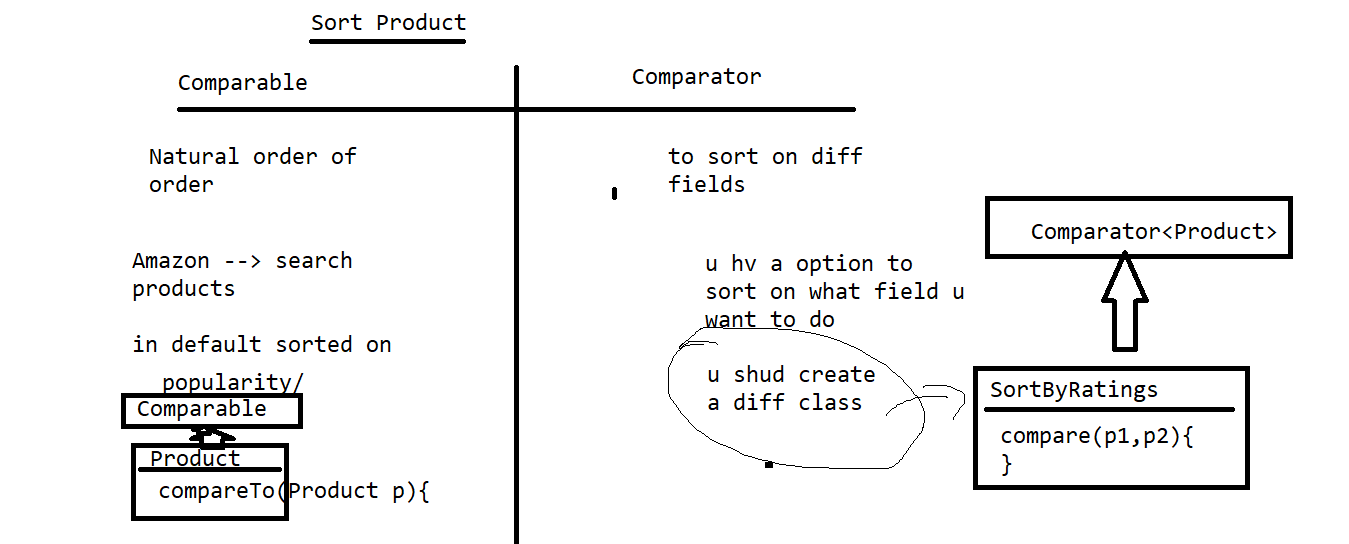 Sort Product
Comparable
Comparator
Natural order of
order
Amazon --> search
products
in default sorted on
popularity/
Comparable
Product
compareTo(Product p){
to sort on diff
fields
u hv a option to
sort on what field u
want to do
u shud create
a diff class
Comparator<Product>
SortByRatings
compare(p1,p2){
}